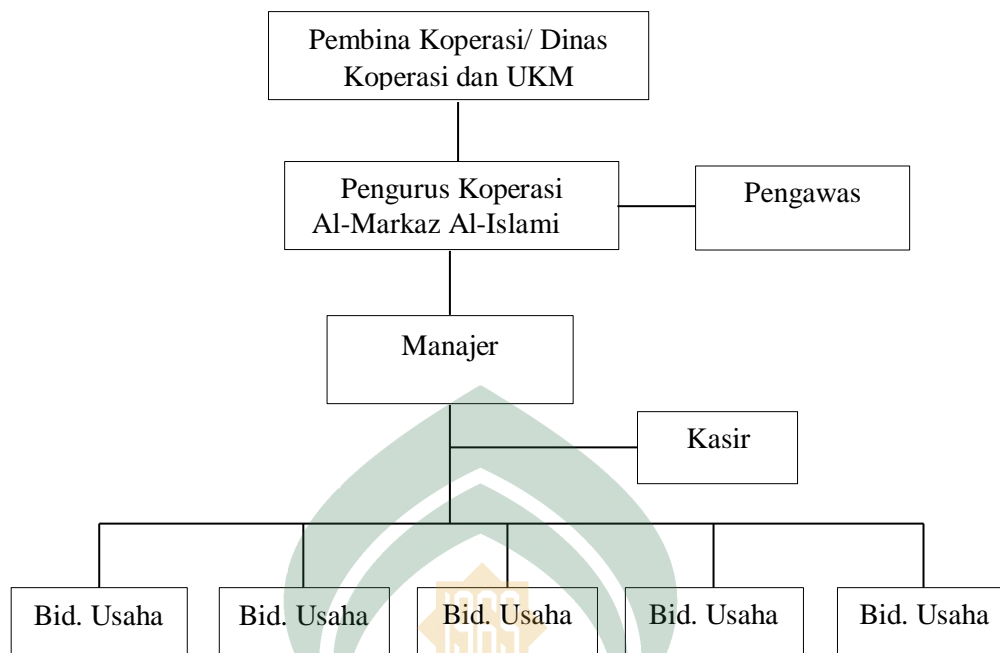 Pembina Koperasi/ Dinas
Koperasi dan UKM
Pengurus Koperasi
Al-Markaz Al-Islami
Pengawas
Manajer
Kasir
Bid. Usaha
Bid. Usaha
Bid. Usaha
Bid. Usaha
Bid. Usaha